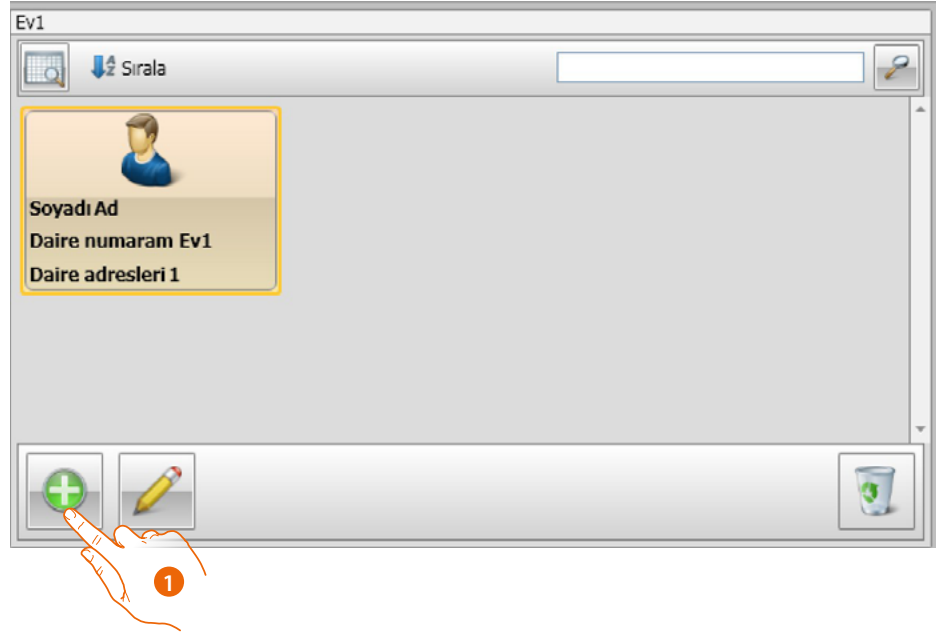 Ev1
Sırala
Soyadı Ad
Daire numaram Ev1
Daire adresleri 1
1